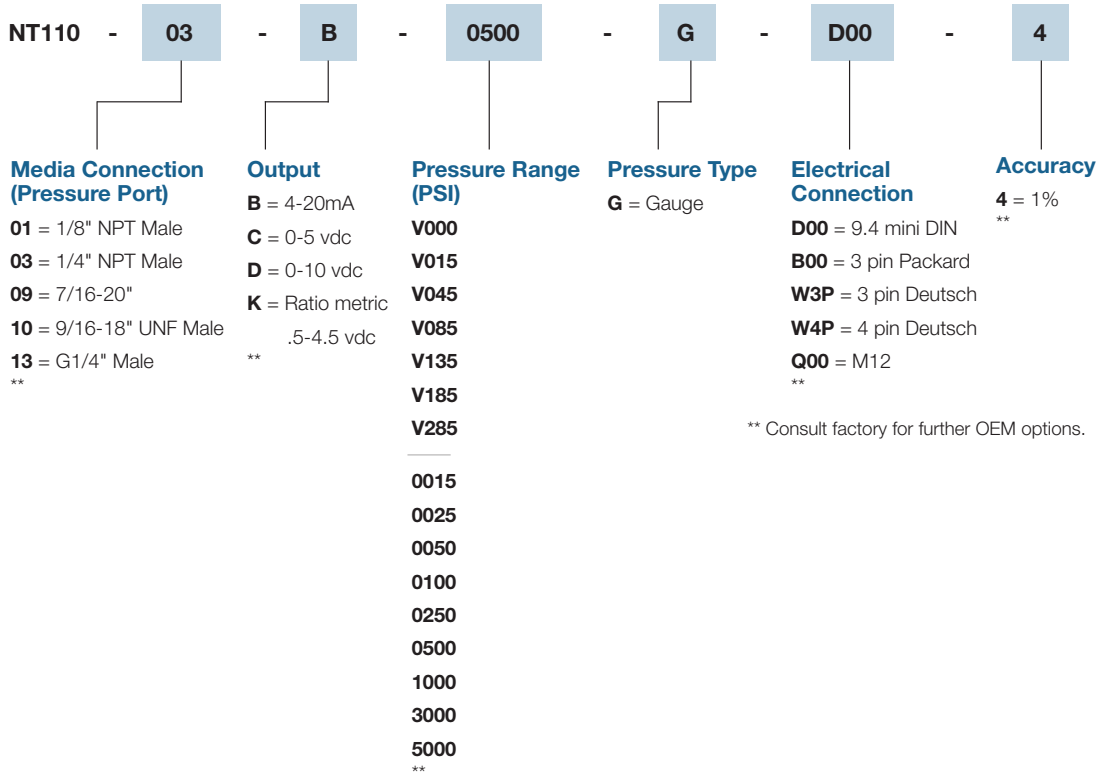 NT110 - 03 - B - 0500 - G - D00 - 4
Media Connection
(Pressure Port)
01 = 1/8" NPT Male
03 = 1/4" NPT Male
09 = 7/16-20"
10 = 9/16-18" UNF Male
13 = G1/4" Male
**
Output
B = 4-20mA
C = 0-5 vdc
D = 0-10 vdc
K = Ratio metric
.5-4.5 vdc
**
Pressure Range
(PSI)
V000
V015
V045
V085
V135
V185
V285
0015
0025
0050
0100
0250
0500
1000
3000
5000
**
Pressure Type
G = Gauge
Electrical
Connection
D00 = 9.4 mini DIN
B00 = 3 pin Packard
W3P = 3 pin Deutsch
W4P = 4 pin Deutsch
Q00 = M12
**
Accuracy
4 = 1%
**
** Consult factory for further OEM options.